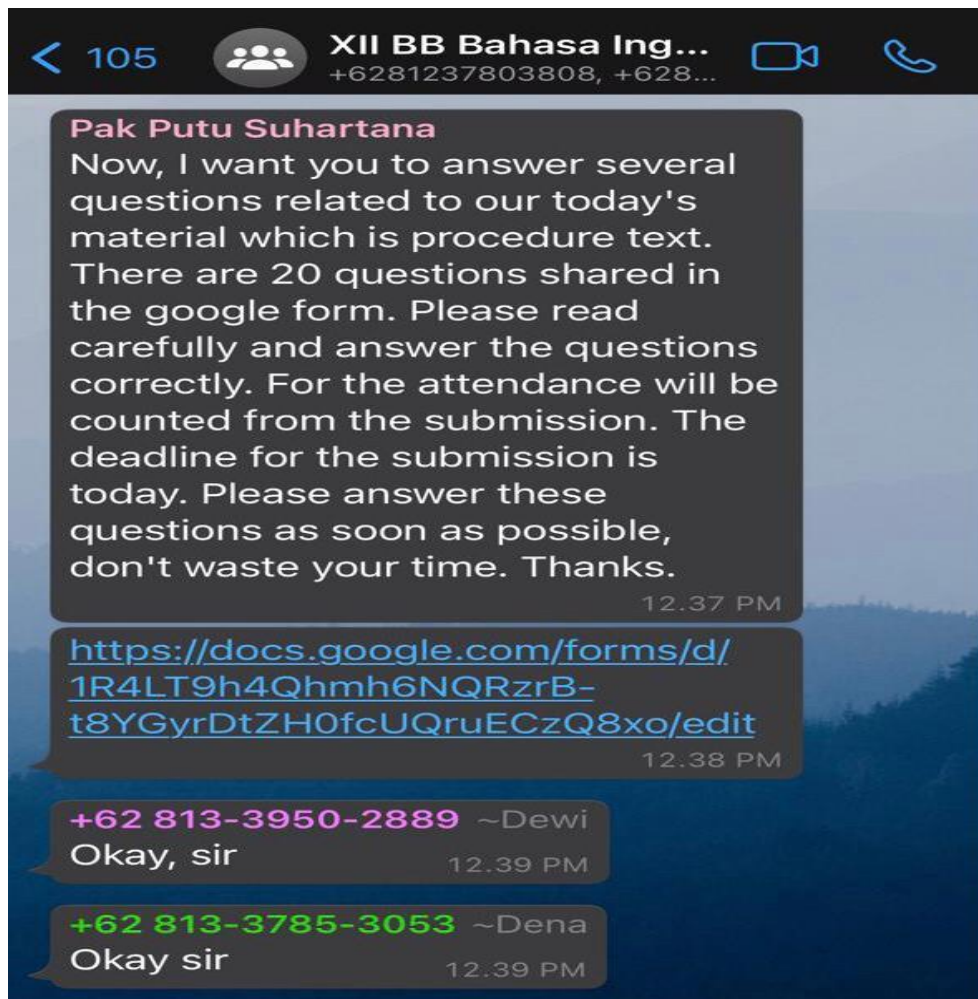 105
XII BB Bahasa Ing...
+6281237803808, +628...
Pak Putu Suhartana
Now, I want you to answer several
questions related to our today's
material which is procedure text.
There are 20 questions shared in
the google form. Please read
carefully and answer the questions
correctly. For the attendance will be
counted from the submission. The
deadline for the submission is
today. Please answer these
questions as soon as possible,
don't waste your time. Thanks.
12.37 PM
https://docs.google.com/forms/d/
1R4LT9h4Qhmh6NQRzrB-
t8YGyrDtZH0fcUQruECzQ8xo/edit
12.38 PM
+62 813-3950-2889 ~Dewi
Okay, sir 12.39 PM
+62 813-3785-3053 ~Dena
Okay sir 12.39 PM